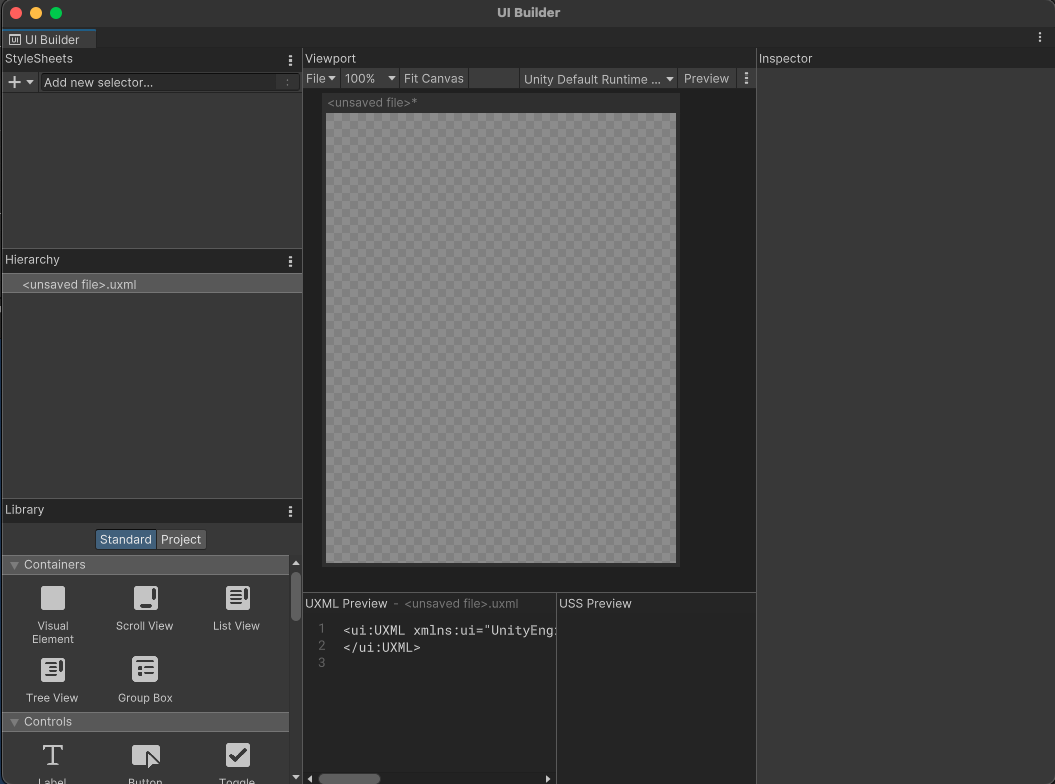 UI Builder
UI Builder
StyleSheets
Add new selector...
Hierarchy
<unsaved file>.uxml
Library
Standard Project
Containers
Visual Element
Scroll View
List View
Tree View
Group Box
Controls
Label
Button
Toggle
Viewport
File 100% Fit Canvas Unity Default Runtime ... Preview
<unsaved file>*
UXML Preview - <unsaved file>.uxml
1 <ui:UXML xmlns:ui="UnityEng
2 </ui:UXML>
3
USS Preview
Inspector